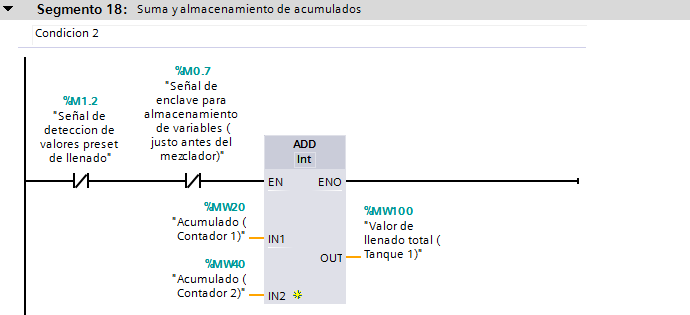 Segmento 18: Suma y almacenamiento de acumulados
Condicion 2
%M1.2
"Señal de
deteccion de
valores preset
de llenado"
%M0.7
"Señal de
enclave para
almacenamiento
de variables (
justo antes del
mezclador)"
ADD
Int
EN
ENO
%MW20
"Acumulado (
Contador 1)"
IN1
%MW40
"Acumulado (
Contador 2)"
IN2
OUT
%MW100
"Valor de
llenado total (
Tanque 1)"